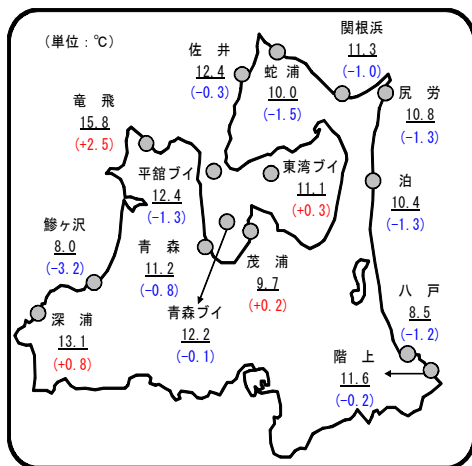 (単位：℃)
佐 井
12.4
(-0.3)
蛇 浦
10.0
(-1.5)
関根浜
11.3
(-1.0)
尻 労
10.8
(-1.3)
竜 飛
15.8
(+2.5)
平舘ブイ
12.4
(-1.3)
東湾ブイ
11.1
(+0.3)
泊
10.4
(-1.3)
鰺ヶ沢
8.0
(-3.2)
青 森
11.2
(-0.8)
茂 浦
9.7
(+0.2)
深 浦
13.1
(+0.8)
青森ブイ
12.2
(-0.1)
八 戸
8.5
(-1.2)
階 上
11.6
(-0.2)